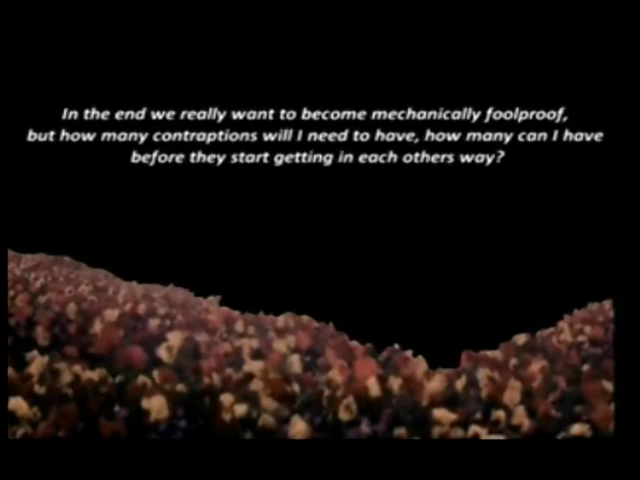 In the end we really want to become mechanically foolproof,
but how many contraptions will I need to have, how many can I have
before they start getting in each others way?